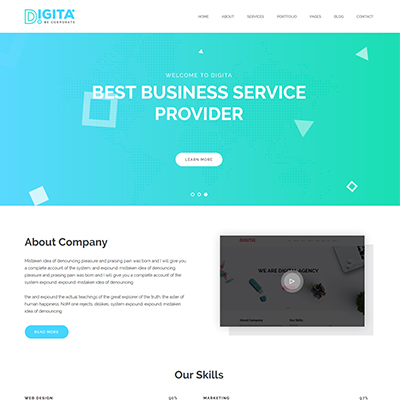 DIGITA
BE CORPORATE
HOME ABOUT SERVICES PORTFOLIO PAGES BLOG CONTACT
WELCOME TO DIGITA
BEST BUSINESS SERVICE
PROVIDER
LEARN MORE
About Company
Mistaken idea of denouncing pleasure and praising pain was born and I will give you
a complete account of the system, and expound mistaken idea of denouncing
pleasure and praising pain was born and I will give you a complete account of the
system expound expound mistaken idea of denouncing
the and expound the actual teachings of the great explorer of the truth, the aster of
human happiness. NoM one rejects, dislikes, system expound expound mistaken
idea of denouncing
READ MORE
DIGITA
WE ARE DIGITAL AGENCY
About Company Our Skills
Our Skills
WEB DESIGN 90% MARKETING 97%